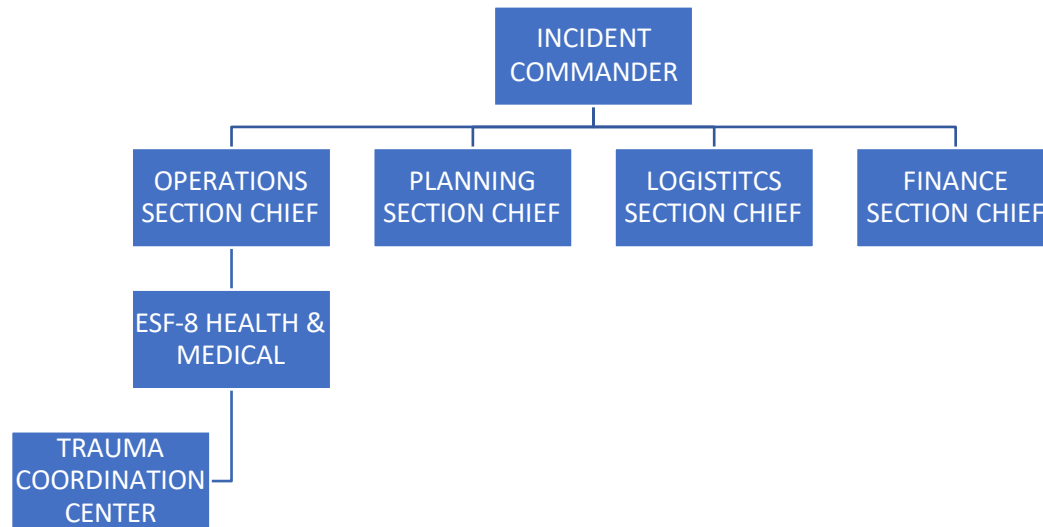 INCIDENT
COMMANDER
OPERATIONS
SECTION CHIEF
PLANNING
SECTION CHIEF
LOGISTITCS
SECTION CHIEF
FINANCE
SECTION CHIEF
ESF-8 HEALTH &
MEDICAL
TRAUMA
COORDINATION
CENTER